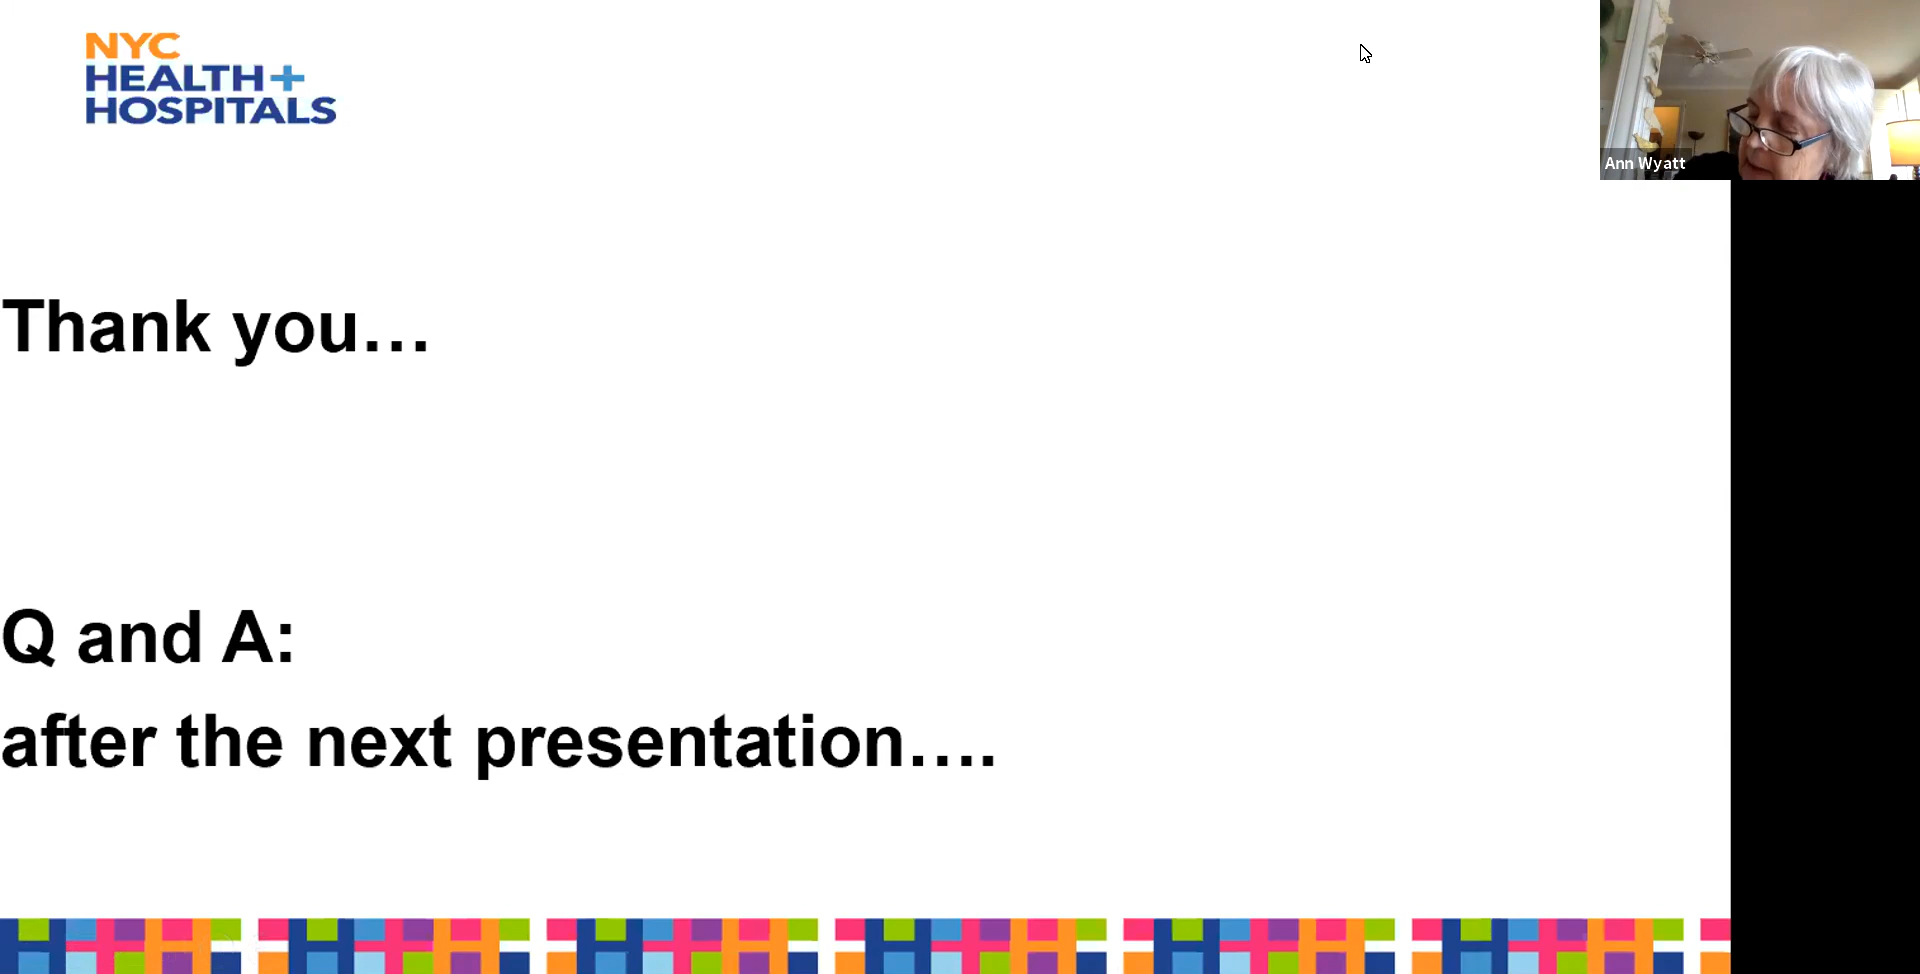 NYC
HEALTH+
HOSPITALS
Ann Wyatt
Thank you…
Q and A:
after the next presentation….